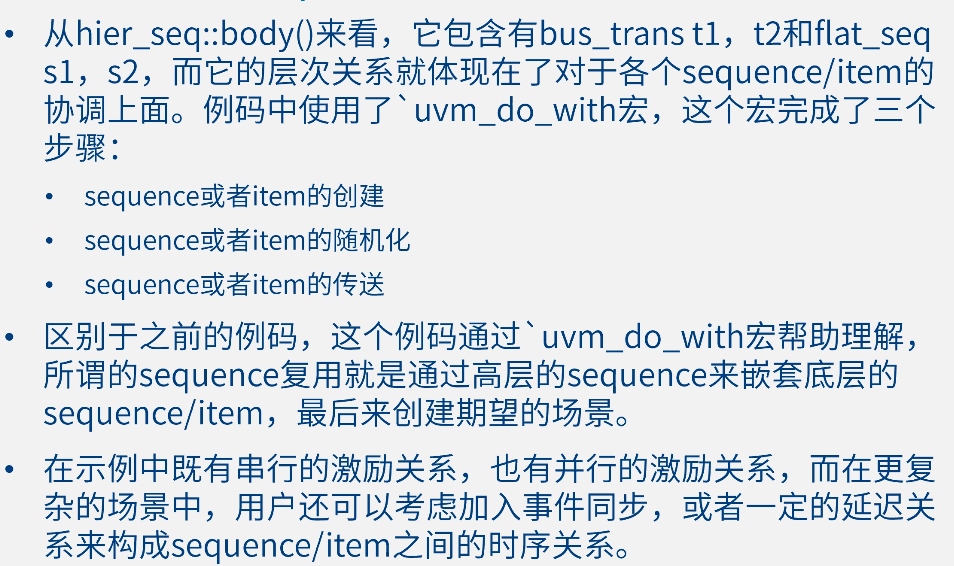 • 从hier_seq::body()来看，它包含有bus_trans t1，t2和flat_seq
s1，s2，而它的层次关系就体现在了对于各个sequence/item的
协调上面。例码中使用了`uvm_do_with宏，这个宏完成了三个
步骤：
• sequence或者item的创建
• sequence或者item的随机化
• sequence或者item的传送
• 区别于之前的例码，这个例码通过`uvm_do_with宏帮助理解，
所谓的sequence复用就是通过高层的sequence来嵌套底层的
sequence/item，最后来创建期望的场景。
• 在示例中既有串行的激励关系，也有并行的激励关系，而在更复
杂的场景中，用户还可以考虑加入事件同步，或者一定的延迟关
系来构成sequence/item之间的时序关系。